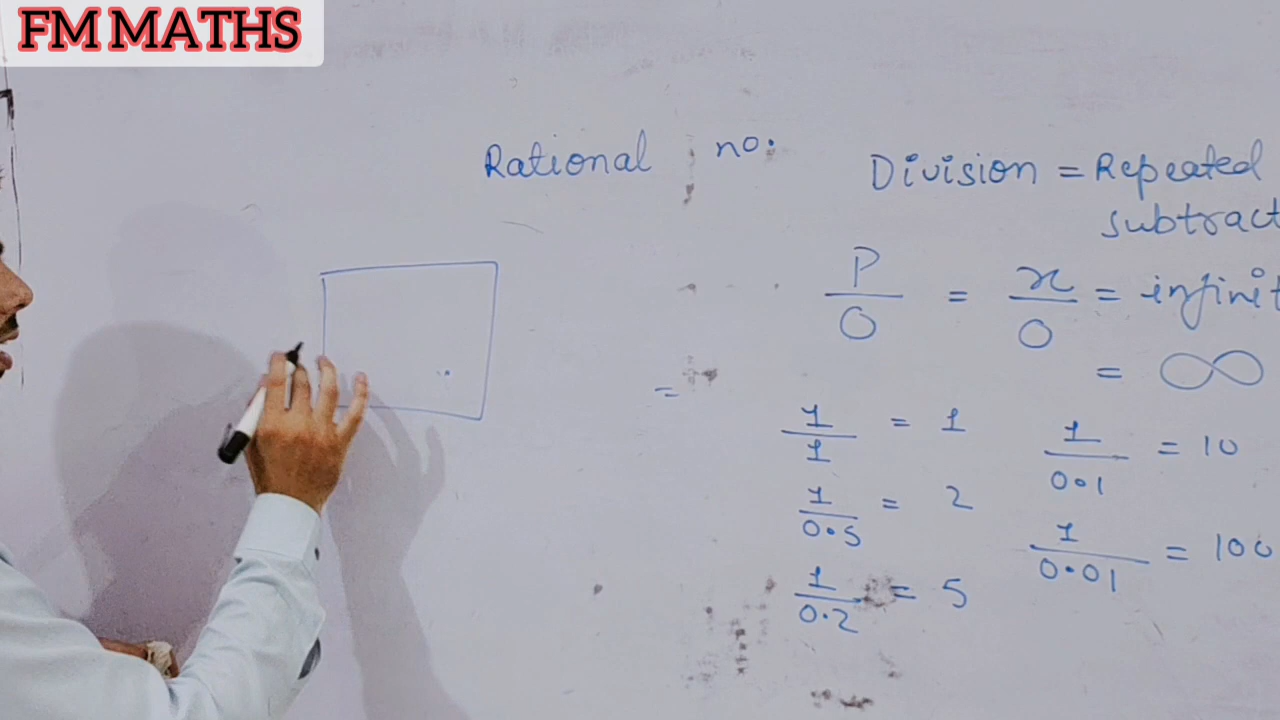 FM MATHS
Rational no.
Division = Repeated
subtract
P/0 = x/0 = infinit
= ∞
=
1/1 = 1
1/0.5 = 2
1/0.2 = 5
1/0.1 = 10
1/0.01 = 100